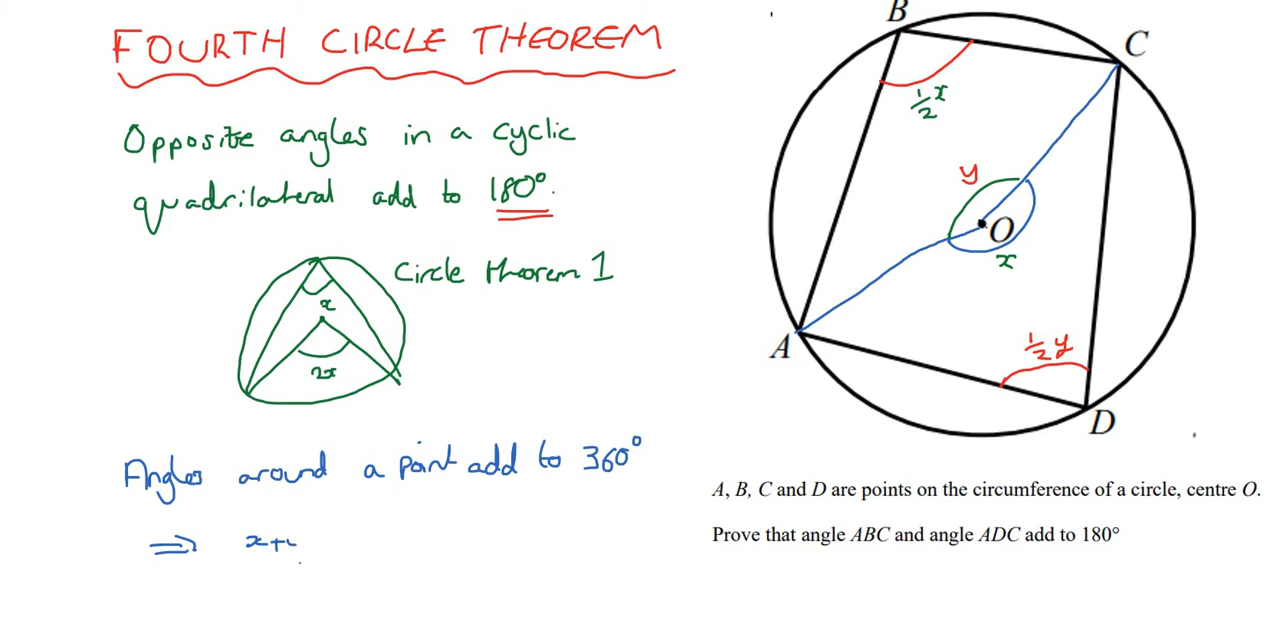 FOURTH CIRCLE THEOREM
Opposite angles in a cyclic
quadrilateral add to 180°.
Circle theorem 1
x
2x
Angles around a point add to 360°
⇒ x+
B
C
½x
y
O
x
½y
A
D
A, B, C and D are points on the circumference of a circle, centre O.
Prove that angle ABC and angle ADC add to 180°